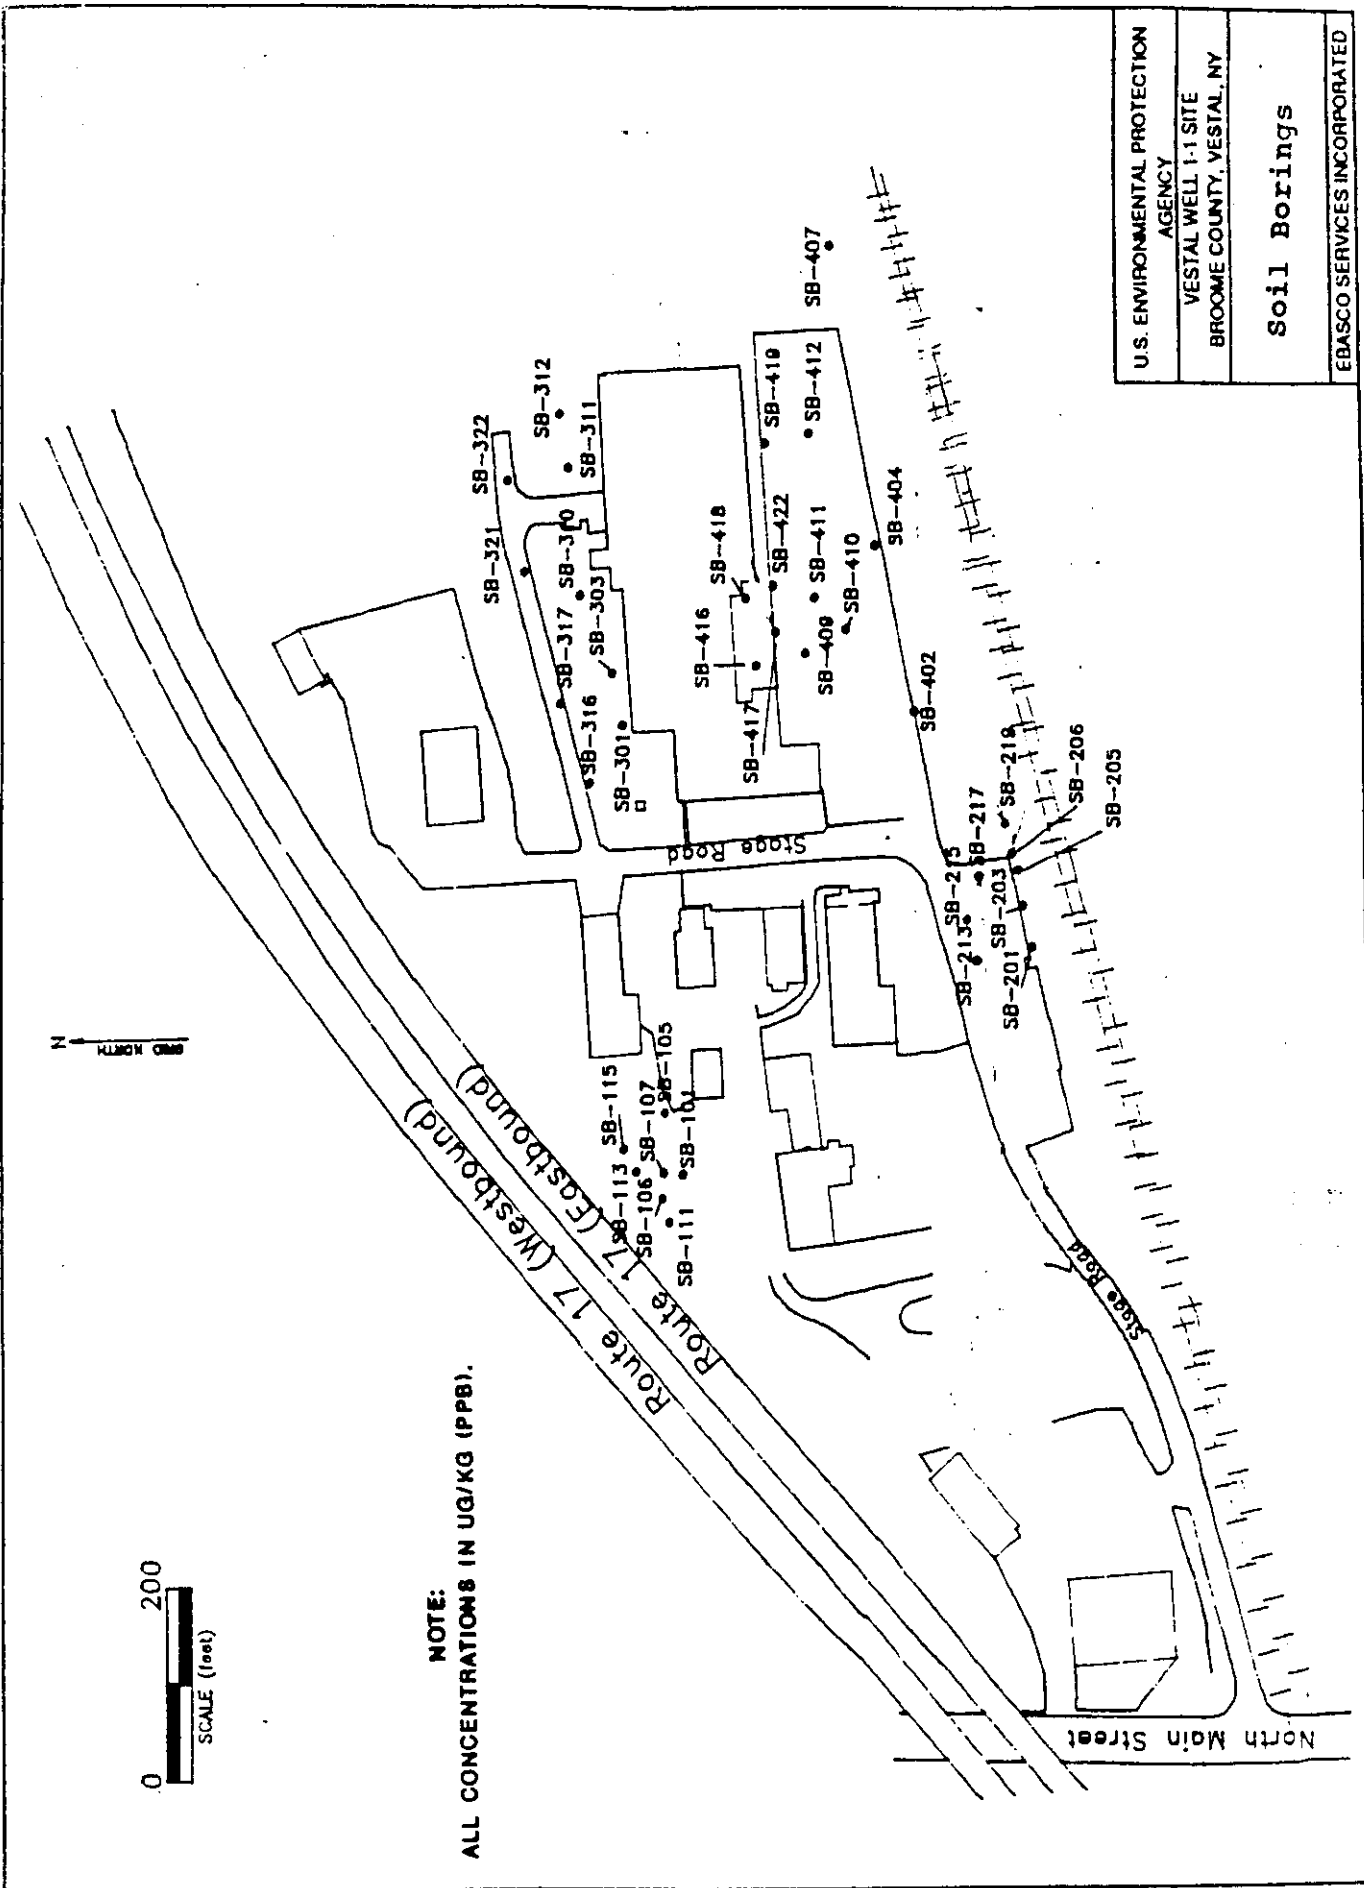 N
GRID NORTH
0 200
SCALE (feet)
NOTE:
ALL CONCENTRATIONS IN UG/KG (PPB).
Route 17 (Westbound)
Route 17 (Eastbound)
North Main Street
Stage Road
Stage Road
SB-115
SB-113
SB-107
SB-105
SB-106
SB-101
SB-111
SB-322
SB-321
SB-312
SB-311
SB-310
SB-317
SB-303
SB-316
SB-301
SB-407
SB-419
SB-412
SB-418
SB-422
SB-416
SB-411
SB-410
SB-409
SB-417
SB-404
SB-402
SB-219
SB-217
SB-215
SB-213
SB-206
SB-205
SB-203
SB-201
U.S. ENVIRONMENTAL PROTECTION
AGENCY
VESTAL WELL 1-1 SITE
BROOME COUNTY, VESTAL, NY
Soil Borings
EBASCO SERVICES INCORPORATED